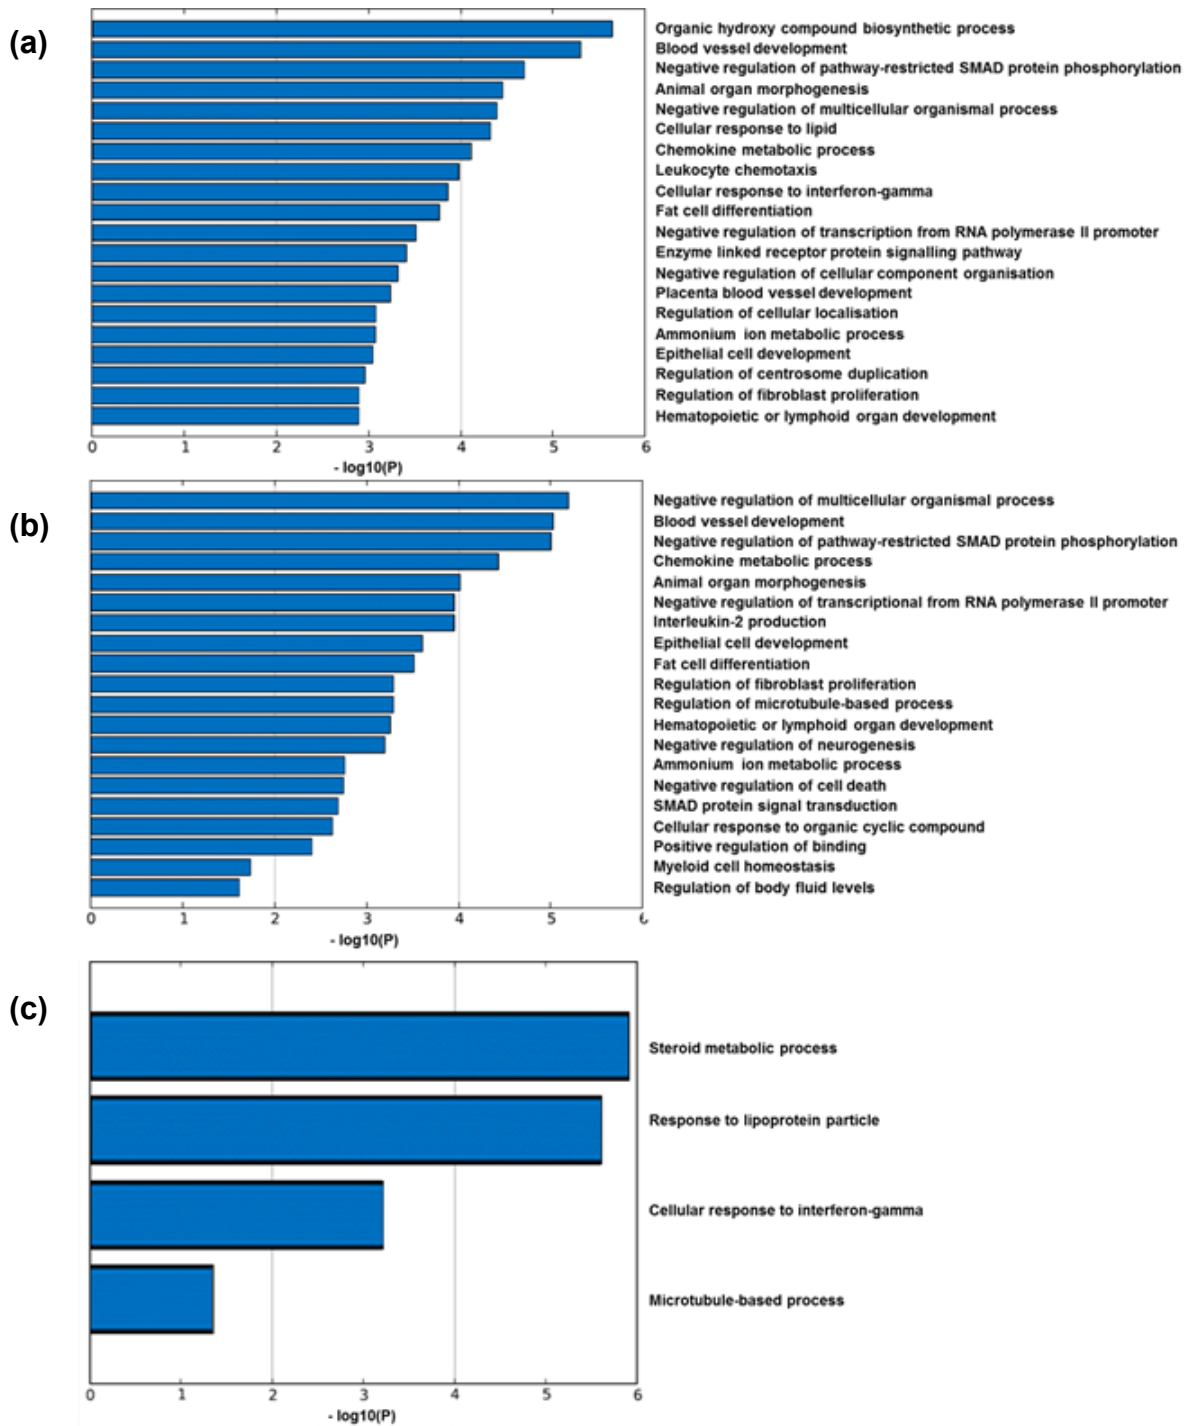 (a)
Organic hydroxy compound biosynthetic process
Blood vessel development
Negative regulation of pathway-restricted SMAD protein phosphorylation
Animal organ morphogenesis
Negative regulation of multicellular organismal process
Cellular response to lipid
Chemokine metabolic process
Leukocyte chemotaxis
Cellular response to interferon-gamma
Fat cell differentiation
Negative regulation of transcription from RNA polymerase II promoter
Enzyme linked receptor protein signalling pathway
Negative regulation of cellular component organisation
Placenta blood vessel development
Regulation of cellular localisation
Ammonium ion metabolic process
Epithelial cell development
Regulation of centrosome duplication
Regulation of fibroblast proliferation
Hematopoietic or lymphoid organ development
0 1 2 3 4 5 6
- log10(P)
(b)
Negative regulation of multicellular organismal process
Blood vessel development
Negative regulation of pathway-restricted SMAD protein phosphorylation
Chemokine metabolic process
Animal organ morphogenesis
Negative regulation of transcriptional from RNA polymerase II promoter
Interleukin-2 production
Epithelial cell development
Fat cell differentiation
Regulation of fibroblast proliferation
Regulation of microtubule-based process
Hematopoietic or lymphoid organ development
Negative regulation of neurogenesis
Ammonium ion metabolic process
Negative regulation of cell death
SMAD protein signal transduction
Cellular response to organic cyclic compound
Positive regulation of binding
Myeloid cell homeostasis
Regulation of body fluid levels
0 1 2 3 4 5 6
- log10(P)
(c)
Steroid metabolic process
Response to lipoprotein particle
Cellular response to interferon-gamma
Microtubule-based process
0 1 2 3 4 5 6
- log10(P)